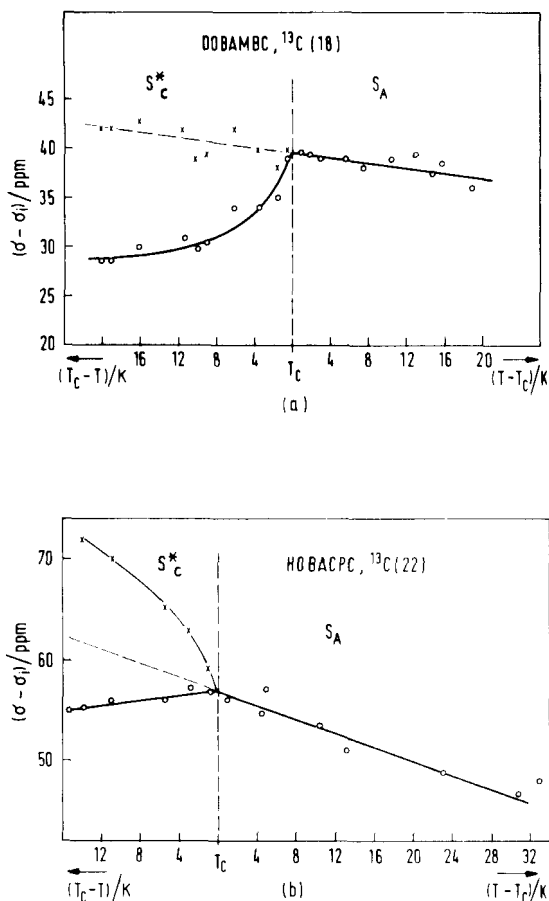 DOBAMBC, ¹³C (18)
S*c
S_A
45
40
35
30
25
20
(σ - σi)/ppm
16 12 8 4 Tc 4 8 12 16 20
(Tc-T)/K
(T-Tc)/K
(a)
S*c
HOBACPC, ¹³C (22)
S_A
70
60
50
(σ - σi)/ppm
12 8 4 Tc 4 8 12 16 20 24 28 32
(Tc-T)/K
(b)
(T-Tc)/K